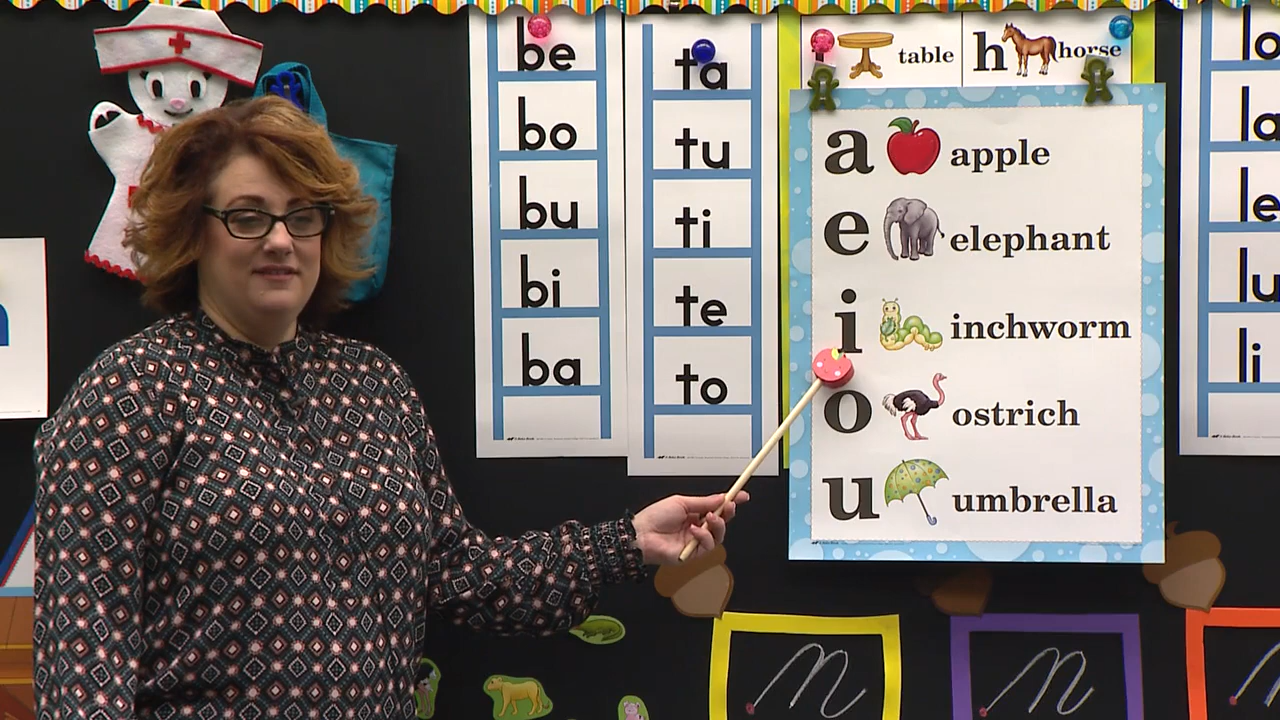 be
bo
bu
bi
ba
ta
tu
ti
te
to
table
h horse
a apple
e elephant
i inchworm
o ostrich
u umbrella
lo
la
le
lu
li
n
n